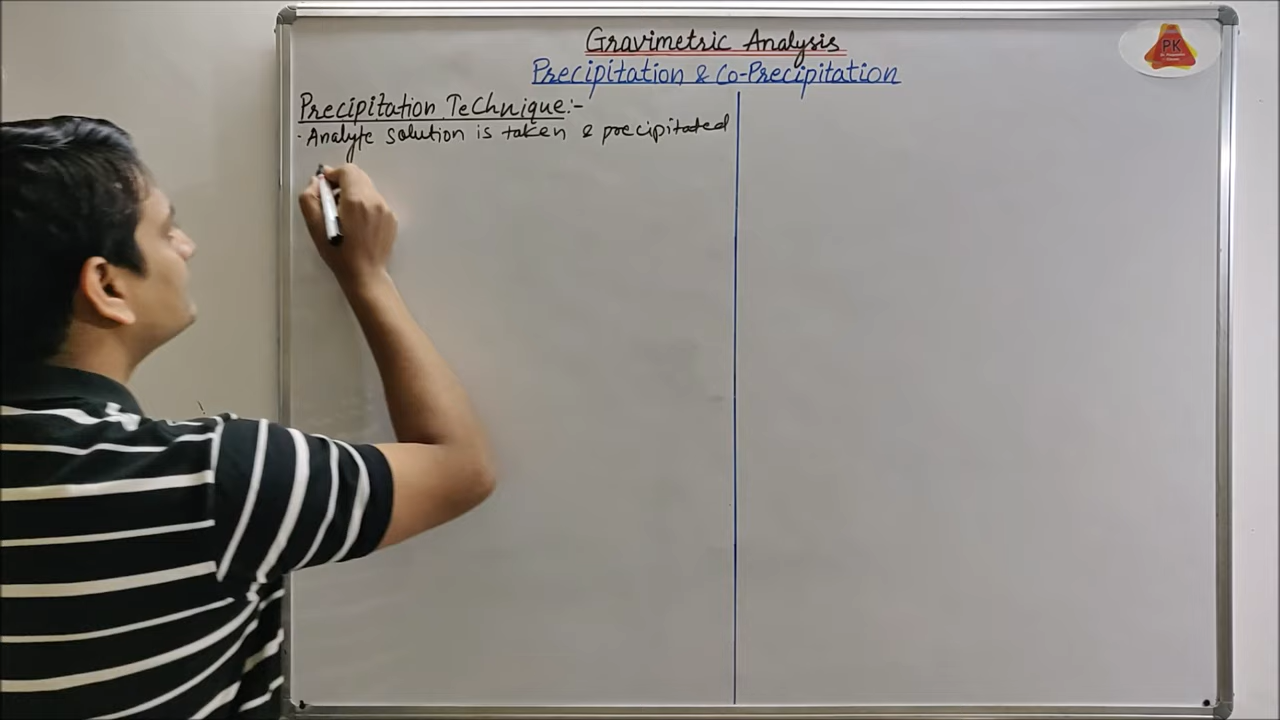 Gravimetric Analysis
Precipitation & Co-Precipitation
PK
Precipitation Technique:-
· Analyte solution is taken & precipitated